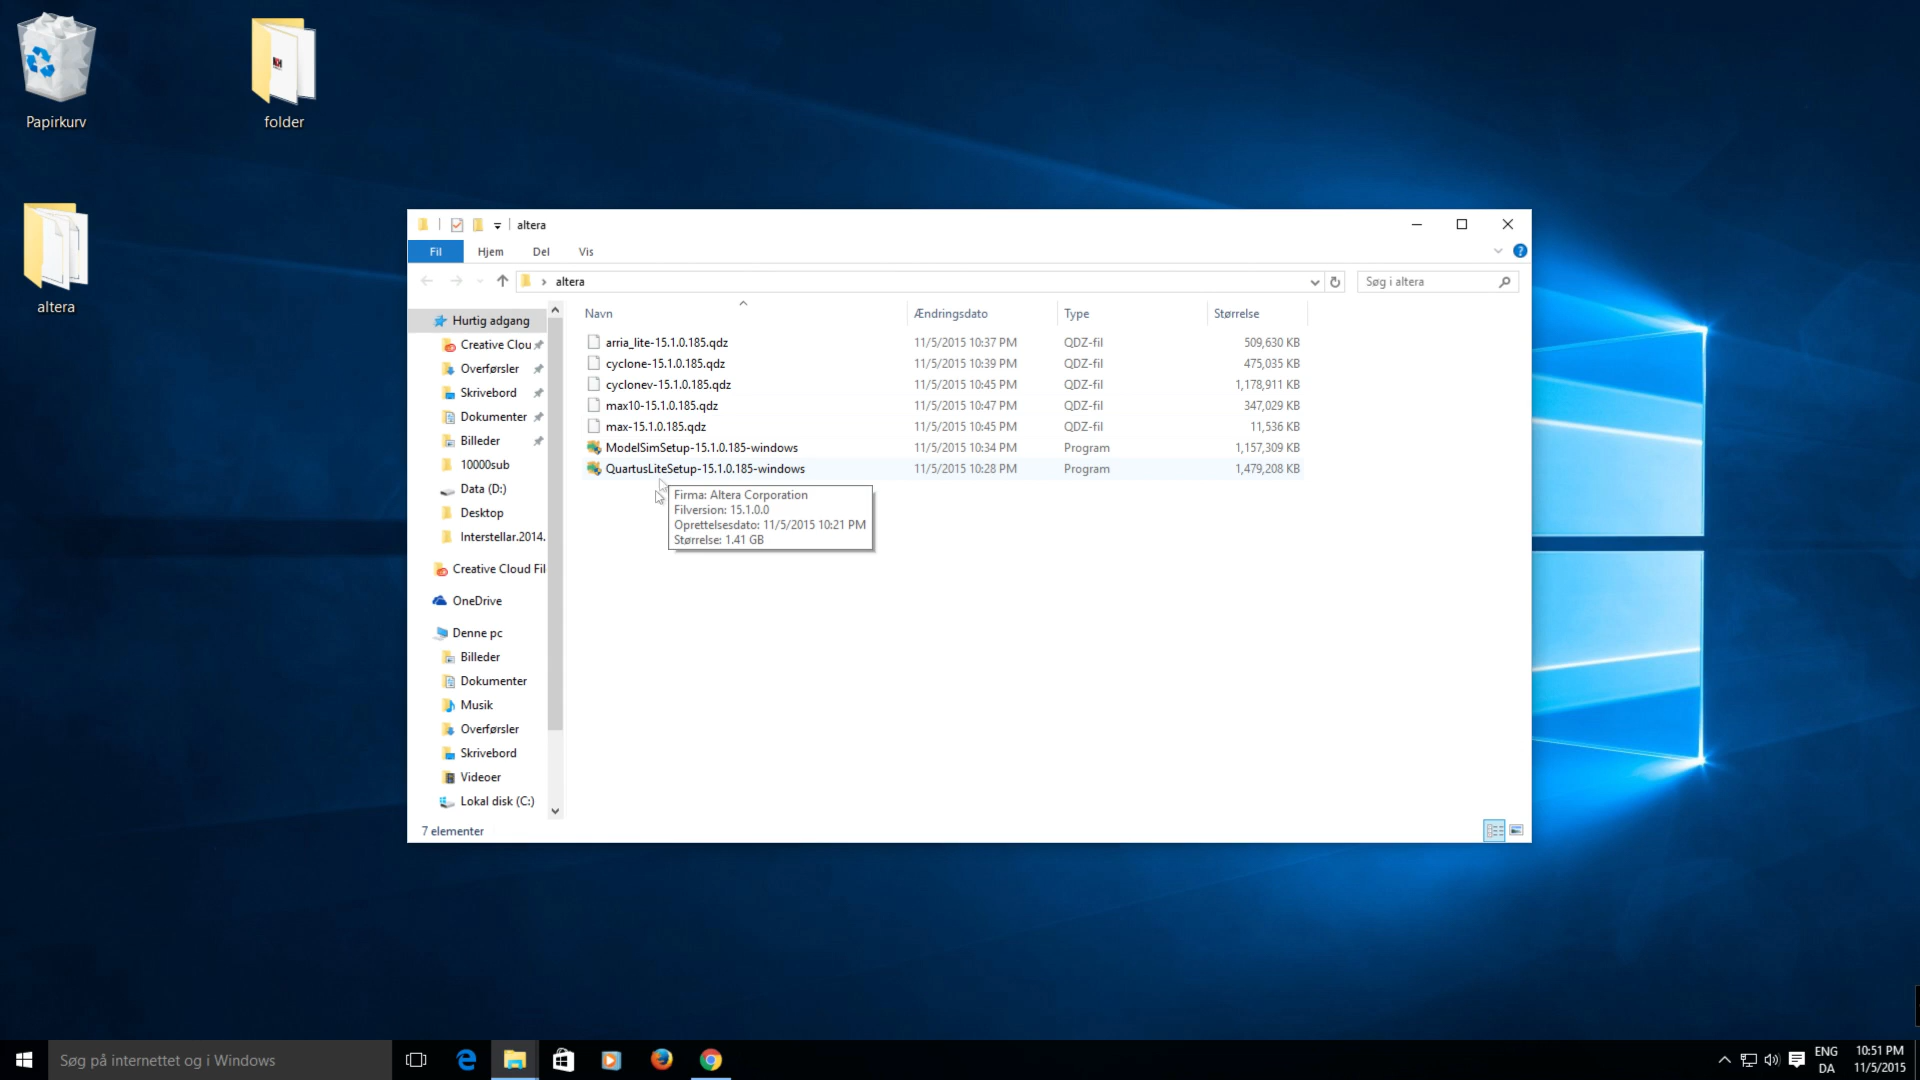 Papirkurv
folder
altera
altera
Fil Hjem Del Vis
altera
Søg i altera
Navn Ændringsdato Type Størrelse
arria_lite-15.1.0.185.qdz 11/5/2015 10:37 PM QDZ-fil 509,630 KB
cyclone-15.1.0.185.qdz 11/5/2015 10:39 PM QDZ-fil 475,035 KB
cyclonev-15.1.0.185.qdz 11/5/2015 10:45 PM QDZ-fil 1,178,911 KB
max10-15.1.0.185.qdz 11/5/2015 10:47 PM QDZ-fil 347,029 KB
max-15.1.0.185.qdz 11/5/2015 10:45 PM QDZ-fil 11,536 KB
ModelSimSetup-15.1.0.185-windows 11/5/2015 10:34 PM Program 1,157,309 KB
QuartusLiteSetup-15.1.0.185-windows 11/5/2015 10:28 PM Program 1,479,208 KB
Firma: Altera Corporation
Filversion: 15.1.0.0
Oprettelsesdato: 11/5/2015 10:21 PM
Størrelse: 1.41 GB
Hurtig adgang
Creative Clou
Overførsler
Skrivebord
Dokumenter
Billeder
10000sub
Data (D:)
Desktop
Interstellar.2014.
Creative Cloud Fil
OneDrive
Denne pc
Billeder
Dokumenter
Musik
Overførsler
Skrivebord
Videoer
Lokal disk (C:)
7 elementer
Søg på internettet og i Windows
ENG
DA
10:51 PM
11/5/2015